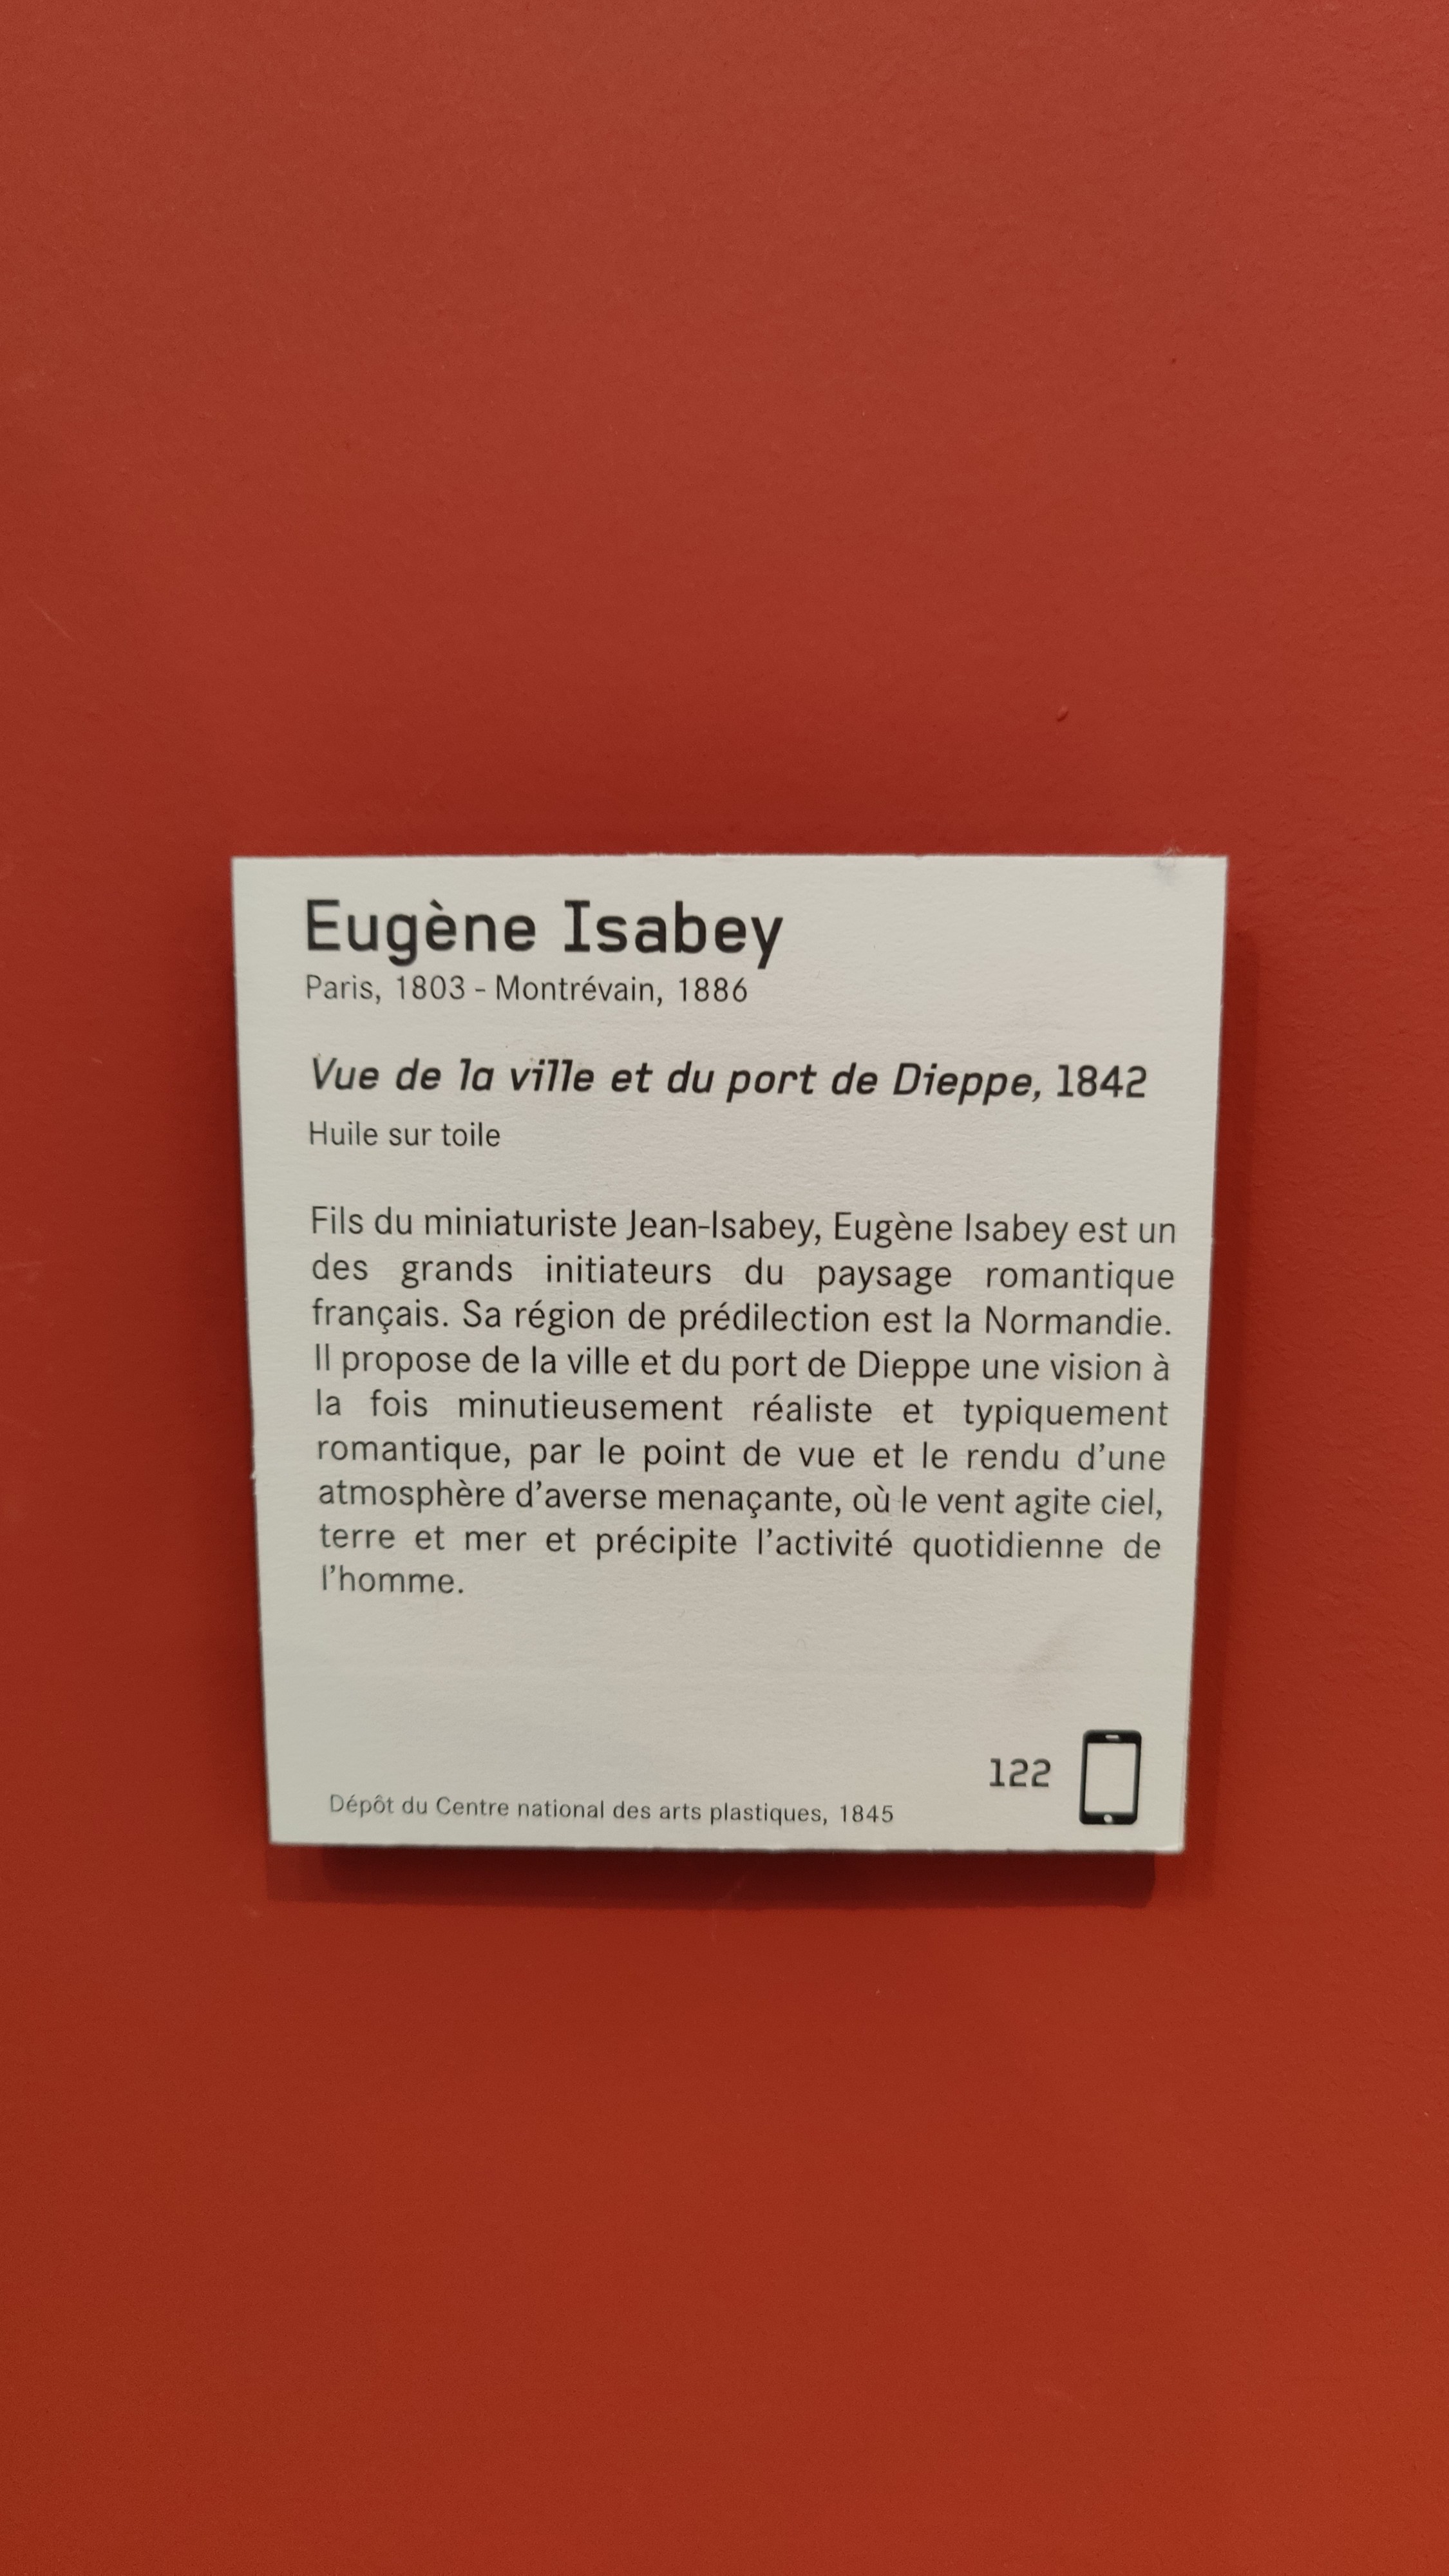 Eugène Isabey
Paris, 1803 - Montrévain, 1886
Vue de la ville et du port de Dieppe, 1842
Huile sur toile
Fils du miniaturiste Jean-Isabey, Eugène Isabey est un
des grands initiateurs du paysage romantique
français. Sa région de prédilection est la Normandie.
Il propose de la ville et du port de Dieppe une vision à
la fois minutieusement réaliste et typiquement
romantique, par le point de vue et le rendu d’une
atmosphère d’averse menaçante, où le vent agite ciel,
terre et mer et précipite l’activité quotidienne de
l’homme.
122
Dépôt du Centre national des arts plastiques, 1845